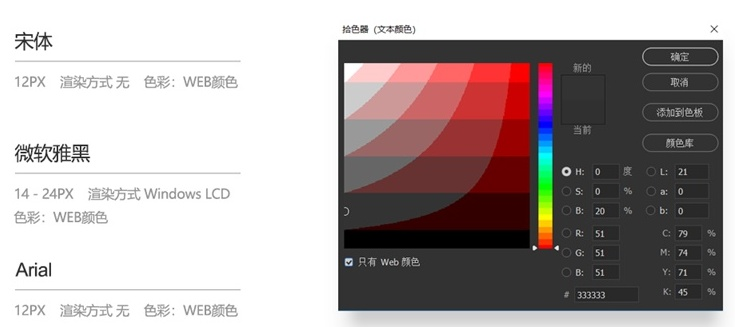 宋体
12PX 渲染方式 无 色彩：WEB颜色
微软雅黑
14 - 24PX 渲染方式 Windows LCD
色彩：WEB颜色
Arial
12PX 渲染方式 无 色彩：WEB颜色
拾色器（文本颜色）
新的
当前
确定
取消
添加到色板
颜色库
H: 0 度 L: 21
S: 0 % a: 0
B: 20 % b: 0
R: 51 C: 79 %
G: 51 M: 74 %
B: 51 Y: 71 %
# 333333 K: 45 %
只有 Web 颜色